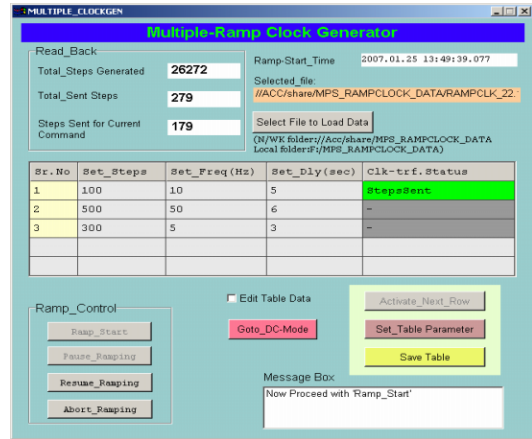 MULTIPLE_CLOCKGEN
Multiple-Ramp Clock Generator
Read_Back
Total_Steps Generated 26272
Total_Sent Steps 279
Steps Sent for Current
Command 179
Ramp-Start_Time 2007.01.25 13:49:39.077
Selected_file:
//ACC/share/MPS_RAMPCLOCK_DATA/RAMPCLK_22.
Select File to Load Data
(N/WK folder://Acc/share/MPS_RAMPCLOCK_DATA
Local folder:F:/MPS_RAMPCLOCK_DATA)
Sr.No Set_Steps Set_Freq(Hz) Set_Dly(sec) Clk-trf.Status
1 100 10 5 StepsSent
2 500 50 6 -
3 300 5 3 -
Edit Table Data
Ramp_Control
Ramp_Start
Pause_Ramping
Resume_Ramping
Abort_Ramping
Goto_DC-Mode
Activate_Next_Row
Set_Table Parameter
Save Table
Message Box
Now Proceed with 'Ramp_Start'